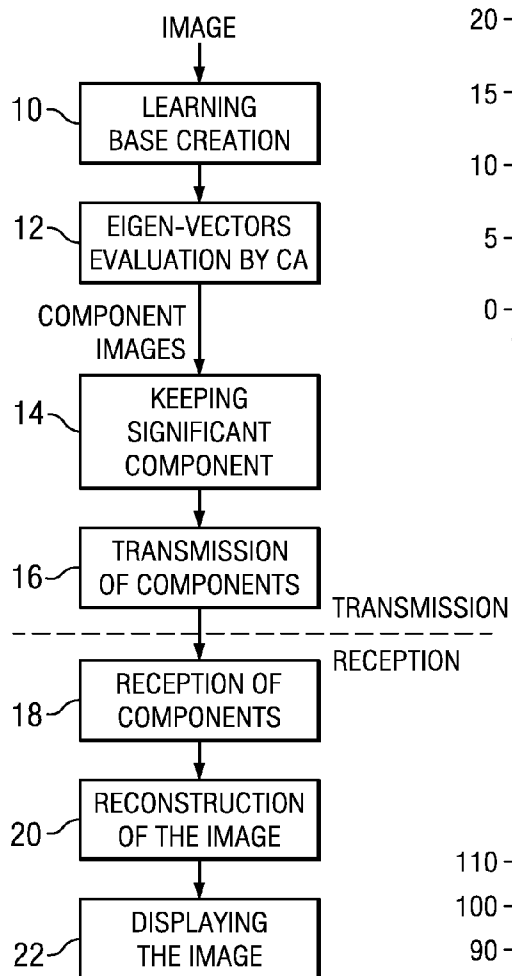 IMAGE
10
LEARNING
BASE CREATION
12
EIGEN-VECTORS
EVALUATION BY CA
COMPONENT
IMAGES
14
KEEPING
SIGNIFICANT
COMPONENT
16
TRANSMISSION
OF COMPONENTS
TRANSMISSION
RECEPTION
18
RECEPTION OF
COMPONENTS
20
RECONSTRUCTION
OF THE IMAGE
22
DISPLAYING
THE IMAGE
20
15
10
5
0
110
100
90